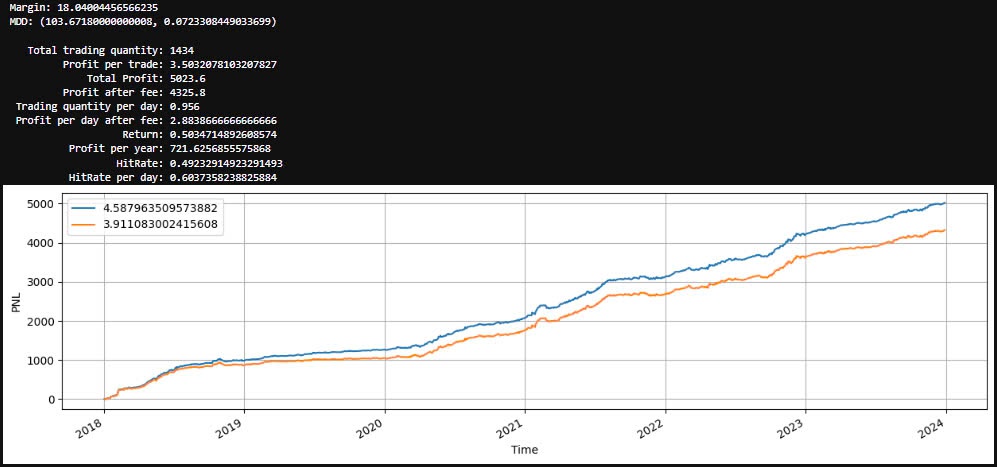 Margin: 18.04004456566235
MDD: (103.67180000000008, 0.0723308449033699)
Total trading quantity: 1434
Profit per trade: 3.5032078103207827
Total Profit: 5023.6
Profit after fee: 4325.8
Trading quantity per day: 0.956
Profit per day after fee: 2.8838666666666666
Return: 0.5034714892608574
Profit per year: 721.6256855575868
HitRate: 0.49232914923291493
HitRate per day: 0.6037358238825884
4.587963509573882
3.911083002415608
5000
4000
3000
2000
1000
0
PNL
2018
2019
2020
2021
2022
2023
2024
Time